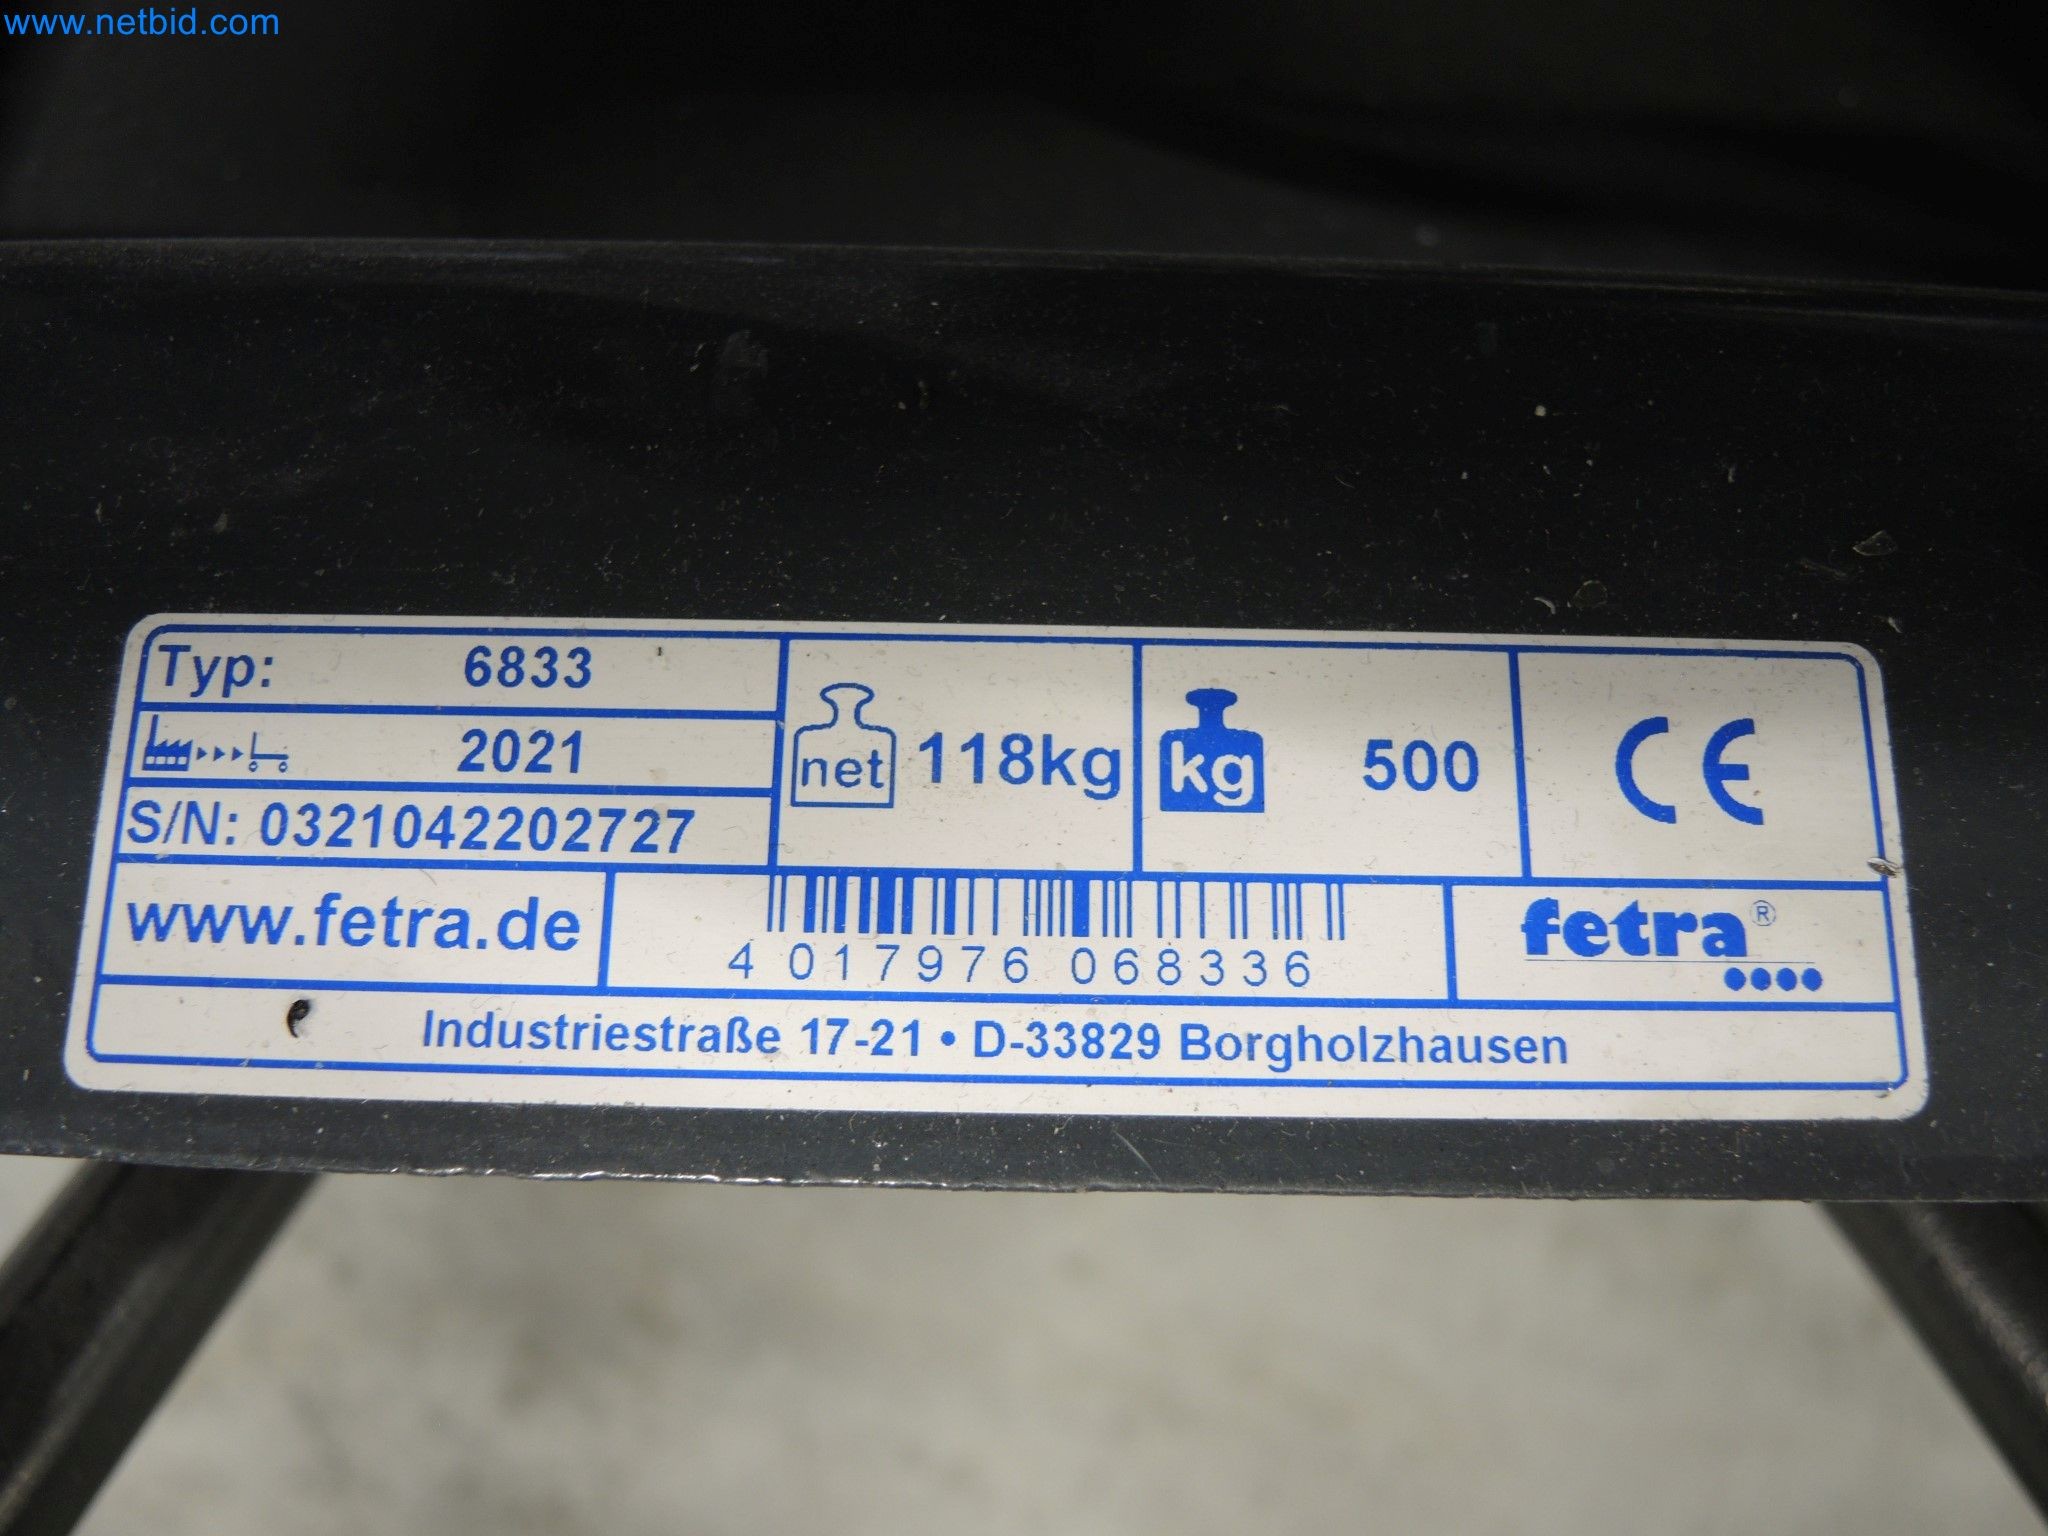 www.netbid.com
Typ: 6833
2021
S/N: 0321042202727
net 118kg
kg 500
CE
www.fetra.de
4 017976 068336
fetra®
Industriestraße 17-21 • D-33829 Borgholzhausen